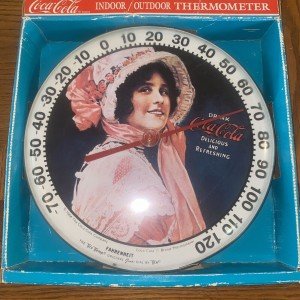 Coca-Cola INDOOR / OUTDOOR THERMOMETER
-70 -60 -50 -40 -30 -20 -10 0 10 20 30 40 50 60 70 80 90 100 110 120
DRINK
Coca-Cola
DELICIOUS
AND
REFRESHING
FAHRENHEIT